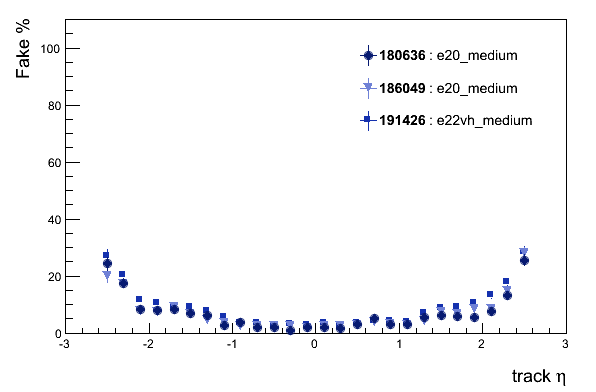 Fake %
100
80
60
40
20
0
180636 : e20_medium
186049 : e20_medium
191426 : e22vh_medium
-3 -2 -1 0 1 2 3
track η